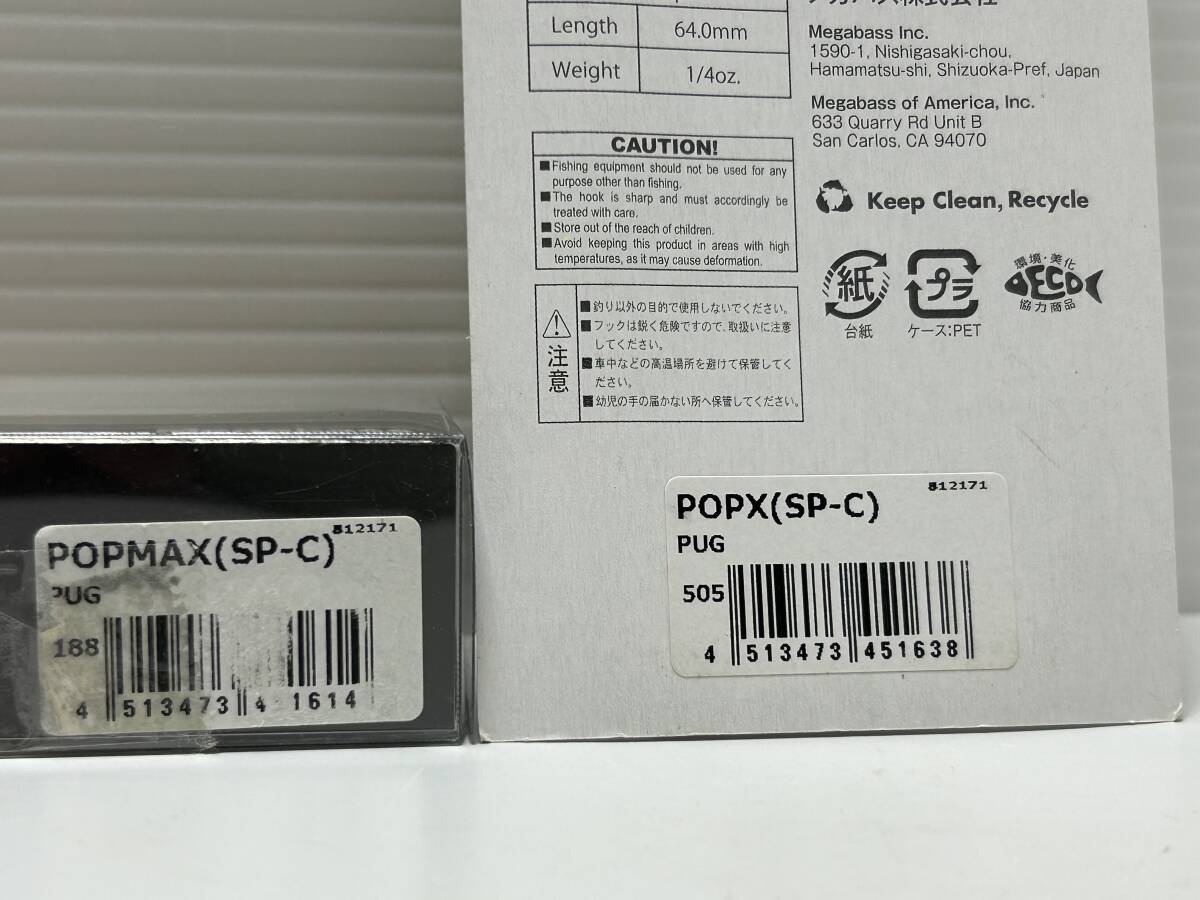 Length 64.0mm
Weight 1/4oz.
Megabass Inc.
1590-1, Nishigasaki-chou,
Hamamatsu-shi, Shizuoka-Pref, Japan
Megabass of America, Inc.
633 Quarry Rd Unit B
San Carlos, CA 94070
CAUTION!
■Fishing equipment should not be used for any
purpose other than fishing.
■The hook is sharp and must accordingly be
treated with care.
■Store out of the reach of children.
■Avoid keeping this product in areas with high
temperatures, as it may cause deformation.
Keep Clean, Recycle
紙
台紙
プラ
ケース:PET
環境・美化
ECO
協力商品
注意
■釣り以外の目的で使用しないでください。
■フックは鋭く危険ですので、取扱いに注意
してください。
■車中などの高温場所を避けて保管してく
ださい。
■幼児の手の届かない所へ保管してください。
POPMAX(SP-C)
PUG
188
4 513473 4 1614
POPX(SP-C)
PUG
505
4 513473 451638